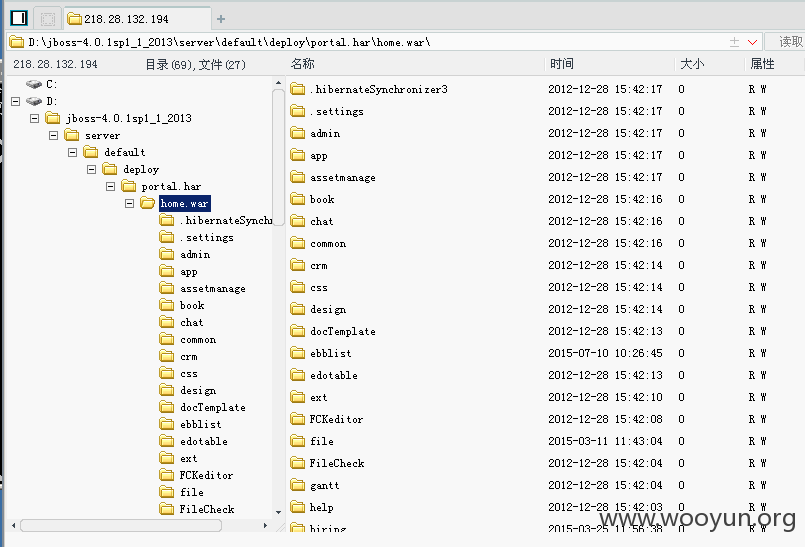 218.28.132.194
D:\jboss-4.0.1sp1_1_2013\server\default\deploy\portal.har\home.war\ 读取
218.28.132.194 目录(69),文件(27) 名称 时间 大小 属性
C:
D:
jboss-4.0.1sp1_1_2013
server
default
deploy
portal.har
home.war
.hibernateSynchr
.settings
admin
app
assetmanage
book
chat
common
crm
css
design
docTemplate
ebblist
edotable
ext
FCKeditor
file
FileCheck
.hibernateSynchronizer3 2012-12-28 15:42:17 0 R W
.settings 2012-12-28 15:42:17 0 R W
admin 2012-12-28 15:42:17 0 R W
app 2012-12-28 15:42:17 0 R W
assetmanage 2012-12-28 15:42:17 0 R W
book 2012-12-28 15:42:16 0 R W
chat 2012-12-28 15:42:16 0 R W
common 2012-12-28 15:42:16 0 R W
crm 2012-12-28 15:42:14 0 R W
css 2012-12-28 15:42:14 0 R W
design 2012-12-28 15:42:14 0 R W
docTemplate 2012-12-28 15:42:13 0 R W
ebblist 2015-07-10 10:26:45 0 R W
edotable 2012-12-28 15:42:13 0 R W
ext 2012-12-28 15:42:10 0 R W
FCKeditor 2012-12-28 15:42:08 0 R W
file 2015-03-11 11:43:04 0 R W
FileCheck 2012-12-28 15:42:04 0 R W
gantt 2012-12-28 15:42:04 0 R W
help 2012-12-28 15:42:03 0 R W
hiring 2015-03-25 11:56:38 0 R W
www.wooyun.org